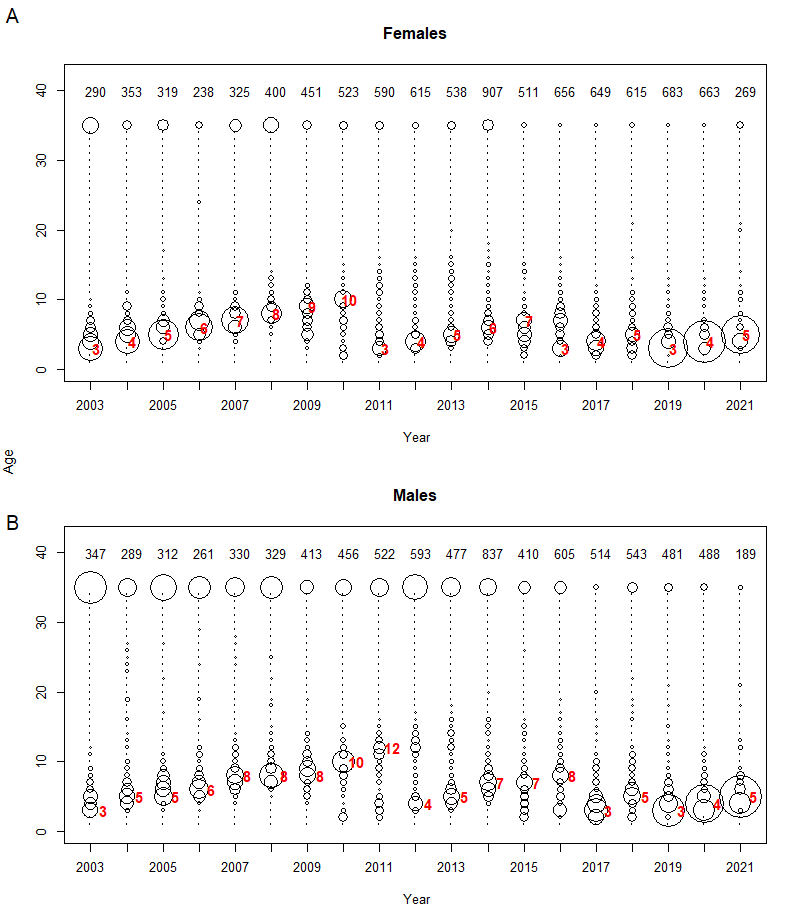 A
Females
290 353 319 238 325 400 451 523 590 615 538 907 511 656 649 615 683 663 269
40
30
20
10
0
3 4 5 6 7 8 9 10 3 4 5 6 7 3 4 5 3 4 5
2003 2005 2007 2009 2011 2013 2015 2017 2019 2021
Year
Age
Males
B
347 289 312 261 330 329 413 456 522 593 477 837 410 605 514 543 481 488 189
40
30
20
10
0
3 5 5 6 8 8 8 10 12 4 5 7 7 8 3 5 3 4 5
2003 2005 2007 2009 2011 2013 2015 2017 2019 2021
Year